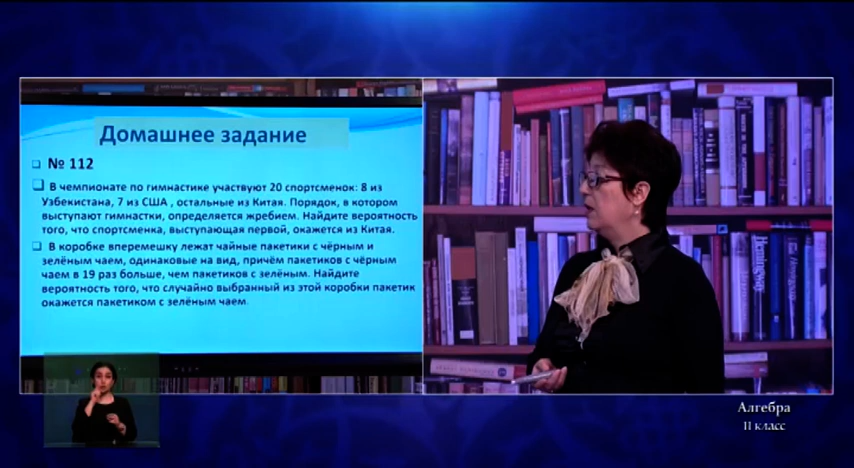 Домашнее задание
№ 112
В чемпионате по гимнастике участвуют 20 спортсменок: 8 из
Узбекистана, 7 из США , остальные из Китая. Порядок, в котором
выступают гимнастки, определяется жребием. Найдите вероятность
того, что спортсменка, выступающая первой, окажется из Китая.
В коробке вперемешку лежат чайные пакетики с чёрным и
зелёным чаем, одинаковые на вид, причём пакетиков с чёрным
чаем в 19 раз больше, чем пакетиков с зелёным. Найдите
вероятность того, что случайно выбранный из этой коробки пакетик
окажется пакетиком с зелёным чаем.
Алгебра
11 класс